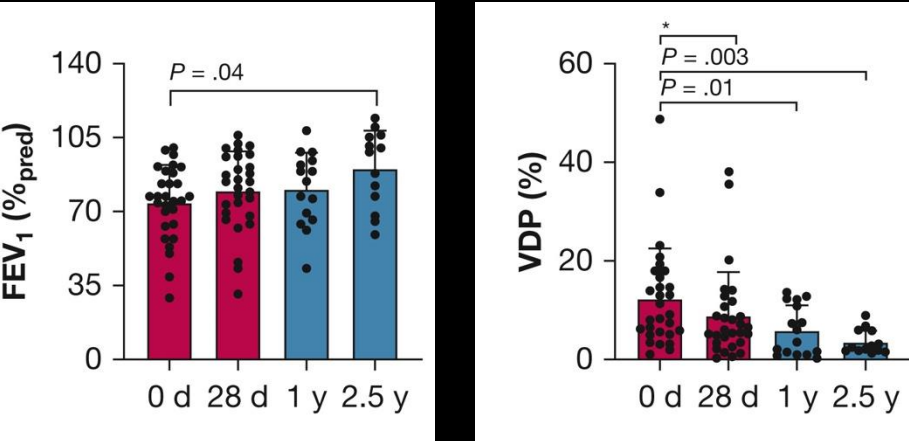 140
105
70
35
0
FEV1 (%pred)
P = .04
0 d 28 d 1 y 2.5 y
60
40
20
0
VDP (%)
*
P = .003
P = .01
0 d 28 d 1 y 2.5 y